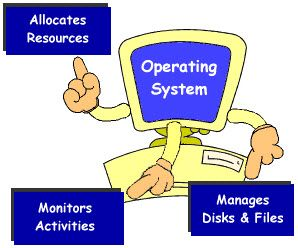 Allocates
Resources
Operating
System
Monitors
Activities
Manages
Disks & Files